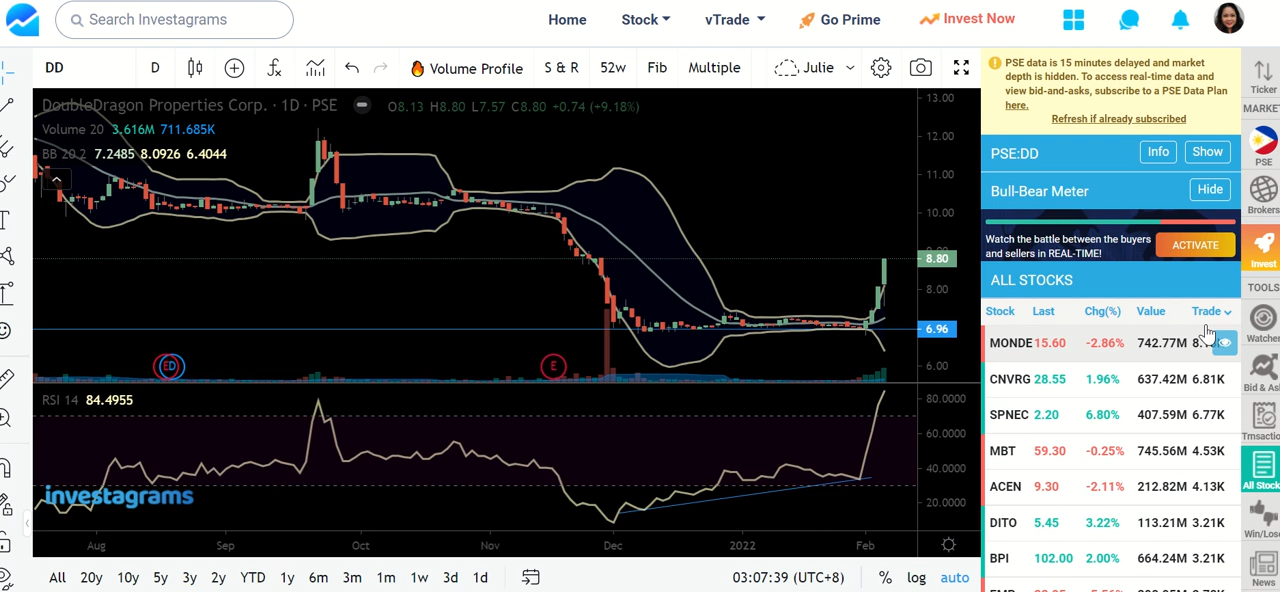 Search Investagrams
Home
Stock
vTrade
Go Prime
Invest Now
DD
D
Volume Profile
S & R
52w
Fib
Multiple
Julie
DoubleDragon Properties Corp. · 1D · PSE
O8.13 H8.80 L7.57 C8.80 +0.74 (+9.18%)
Volume 20 3.616M 711.685K
BB 20 2 7.2485 8.0926 6.4044
13.00
12.00
11.00
10.00
8.80
8.00
6.96
6.00
ED
E
RSI 14 84.4955
80.0000
60.0000
40.0000
20.0000
investagrams
Aug Sep Oct Nov Dec 2022 Feb
All 20y 10y 5y 3y 2y YTD 1y 6m 3m 1m 1w 3d 1d
03:07:39 (UTC+8)
% log auto
PSE data is 15 minutes delayed and market
depth is hidden. To access real-time data and
view bid-and-asks, subscribe to a PSE Data Plan
here.
Refresh if already subscribed
PSE:DD Info Show
Bull-Bear Meter Hide
Watch the battle between the buyers
and sellers in REAL-TIME!
ACTIVATE
ALL STOCKS
Stock Last Chg(%) Value Trade
MONDE 15.60 -2.86% 742.77M
CNVRG 28.55 1.96% 637.42M 6.81K
SPNEC 2.20 6.80% 407.59M 6.77K
MBT 59.30 -0.25% 745.56M 4.53K
ACEN 9.30 -2.11% 212.82M 4.13K
DITO 5.45 3.22% 113.21M 3.21K
BPI 102.00 2.00% 664.24M 3.21K
Ticker
MARKE
PSE
Brokers
Invest
TOOLS
Watcher
Bid & As
Trnsactio
All Stock
Win/Lose
News